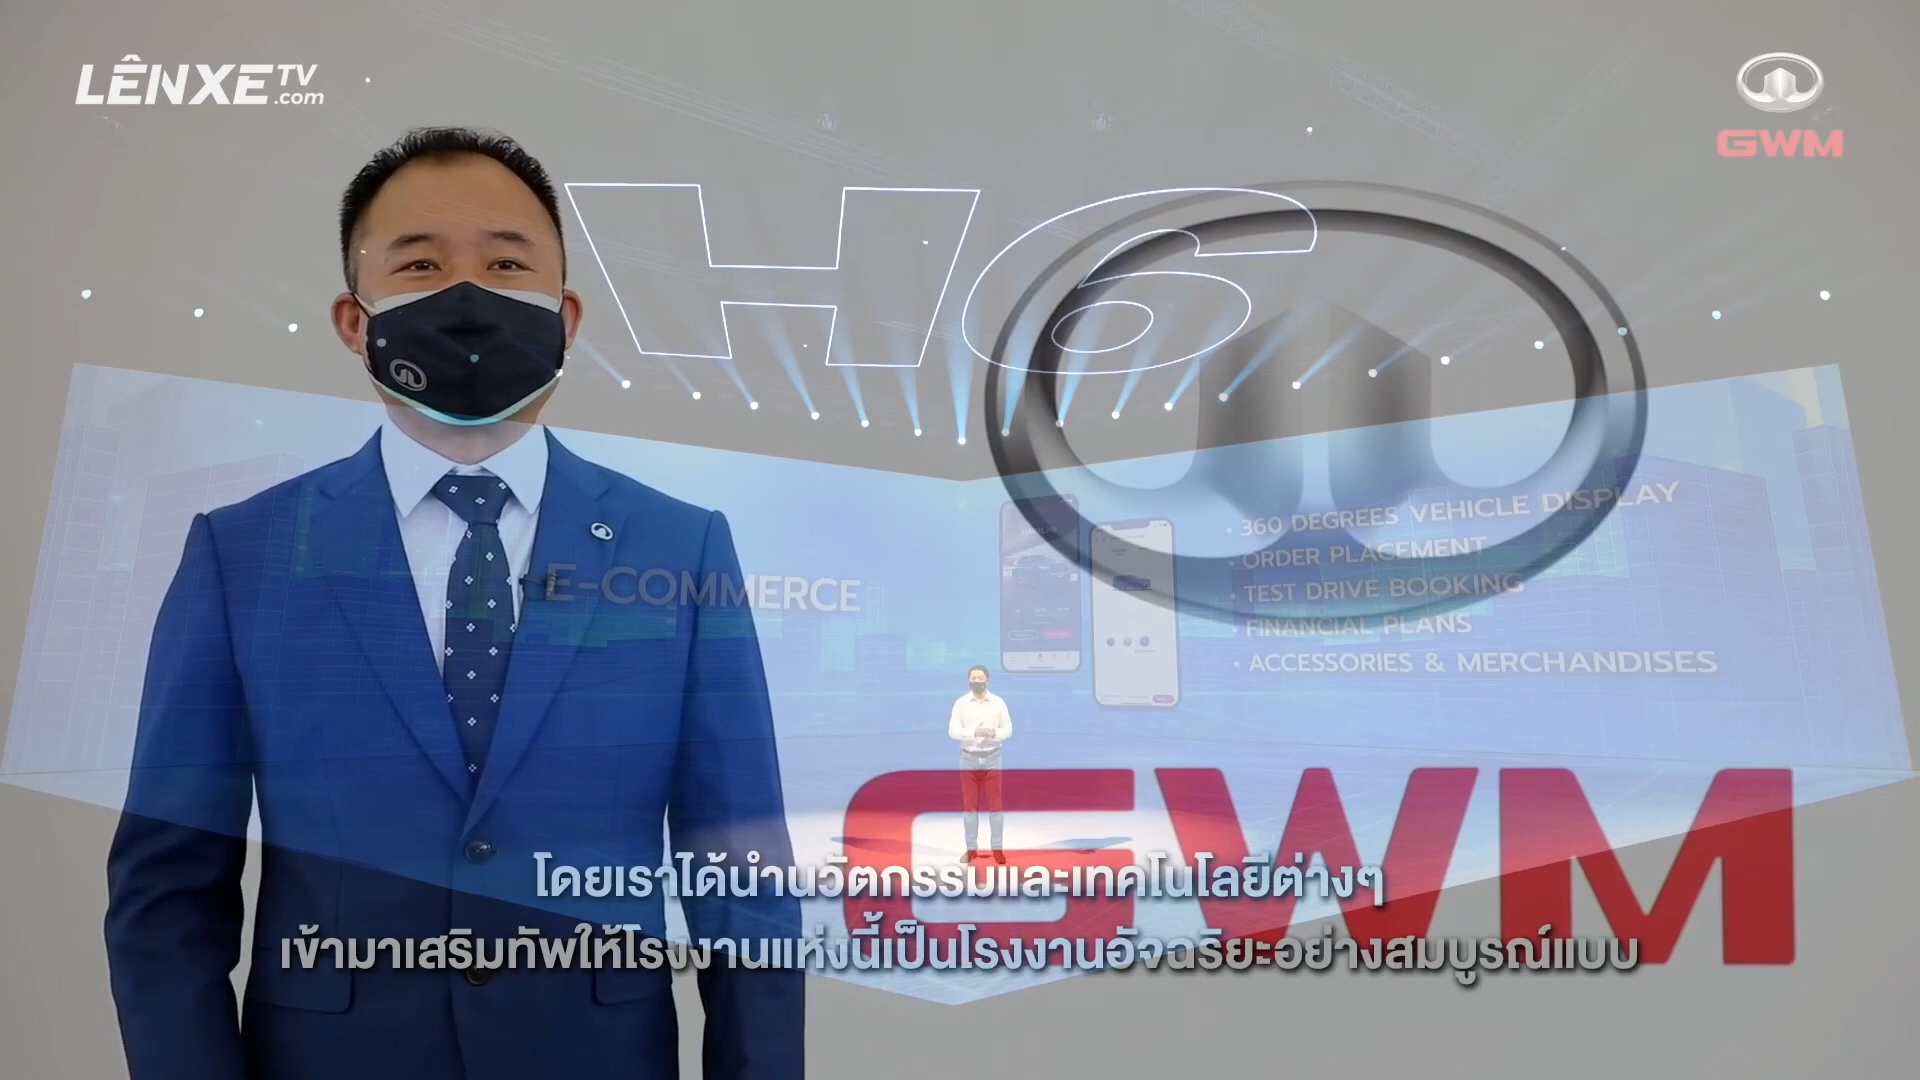 LÊNXE TV
.com
GWM
H6
E-COMMERCE
HAVAL H6
• 360 DEGREES VEHICLE DISPLAY
• ORDER PLACEMENT
• TEST DRIVE BOOKING
• FINANCIAL PLANS
• ACCESSORIES & MERCHANDISES
GWM
โดยเราได้นำนวัตกรรมและเทคโนโลยีต่างๆ
เข้ามาเสริมทัพให้โรงงานแห่งนี้เป็นโรงงานอัจฉริยะอย่างสมบูรณ์แบบ